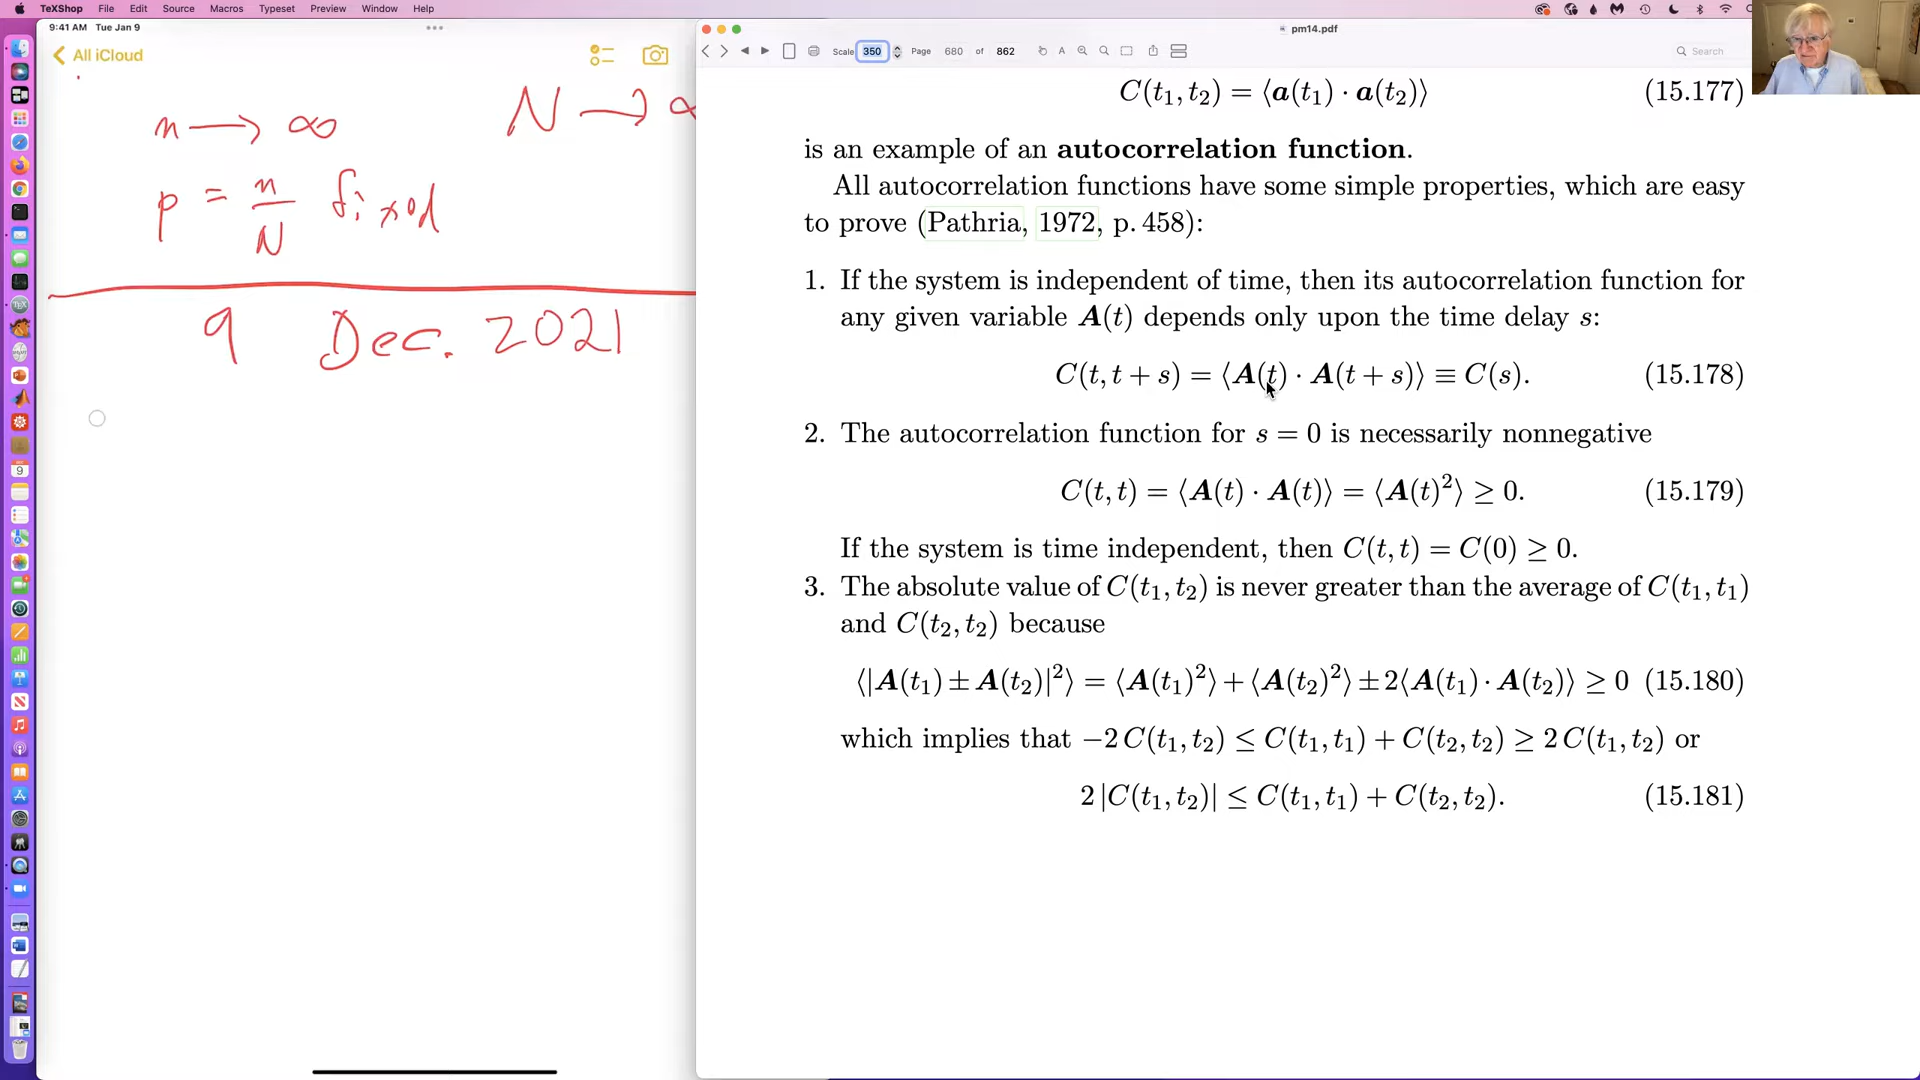 TeXShop File Edit Source Macros Typeset Preview Window Help
9:41 AM Tue Jan 9
All iCloud
n → ∞ N → ∞
p = n/N fixed
9 Dec. 2021
pm14.pdf
Scale 350 Page 680 of 862 Search
C(t₁, t₂) = ⟨a(t₁) · a(t₂)⟩ (15.177)
is an example of an autocorrelation function.
All autocorrelation functions have some simple properties, which are easy
to prove (Pathria, 1972, p. 458):
1. If the system is independent of time, then its autocorrelation function for
any given variable A(t) depends only upon the time delay s:
C(t, t + s) = ⟨A(t) · A(t + s)⟩ ≡ C(s). (15.178)
2. The autocorrelation function for s = 0 is necessarily nonnegative
C(t, t) = ⟨A(t) · A(t)⟩ = ⟨A(t)²⟩ ≥ 0. (15.179)
If the system is time independent, then C(t, t) = C(0) ≥ 0.
3. The absolute value of C(t₁, t₂) is never greater than the average of C(t₁, t₁)
and C(t₂, t₂) because
⟨|A(t₁) ± A(t₂)|²⟩ = ⟨A(t₁)²⟩ + ⟨A(t₂)²⟩ ± 2⟨A(t₁) · A(t₂)⟩ ≥ 0 (15.180)
which implies that −2 C(t₁, t₂) ≤ C(t₁, t₁) + C(t₂, t₂) ≥ 2 C(t₁, t₂) or
2 |C(t₁, t₂)| ≤ C(t₁, t₁) + C(t₂, t₂). (15.181)